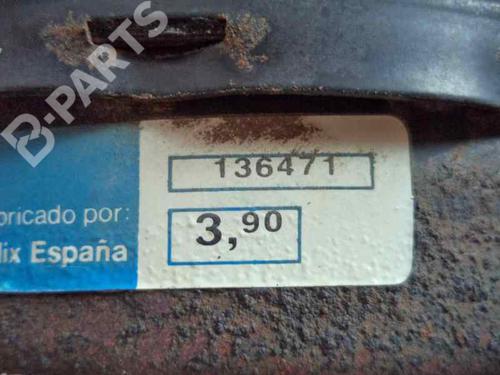 B-PARTS
136471
bricado por:
3,90
lix España